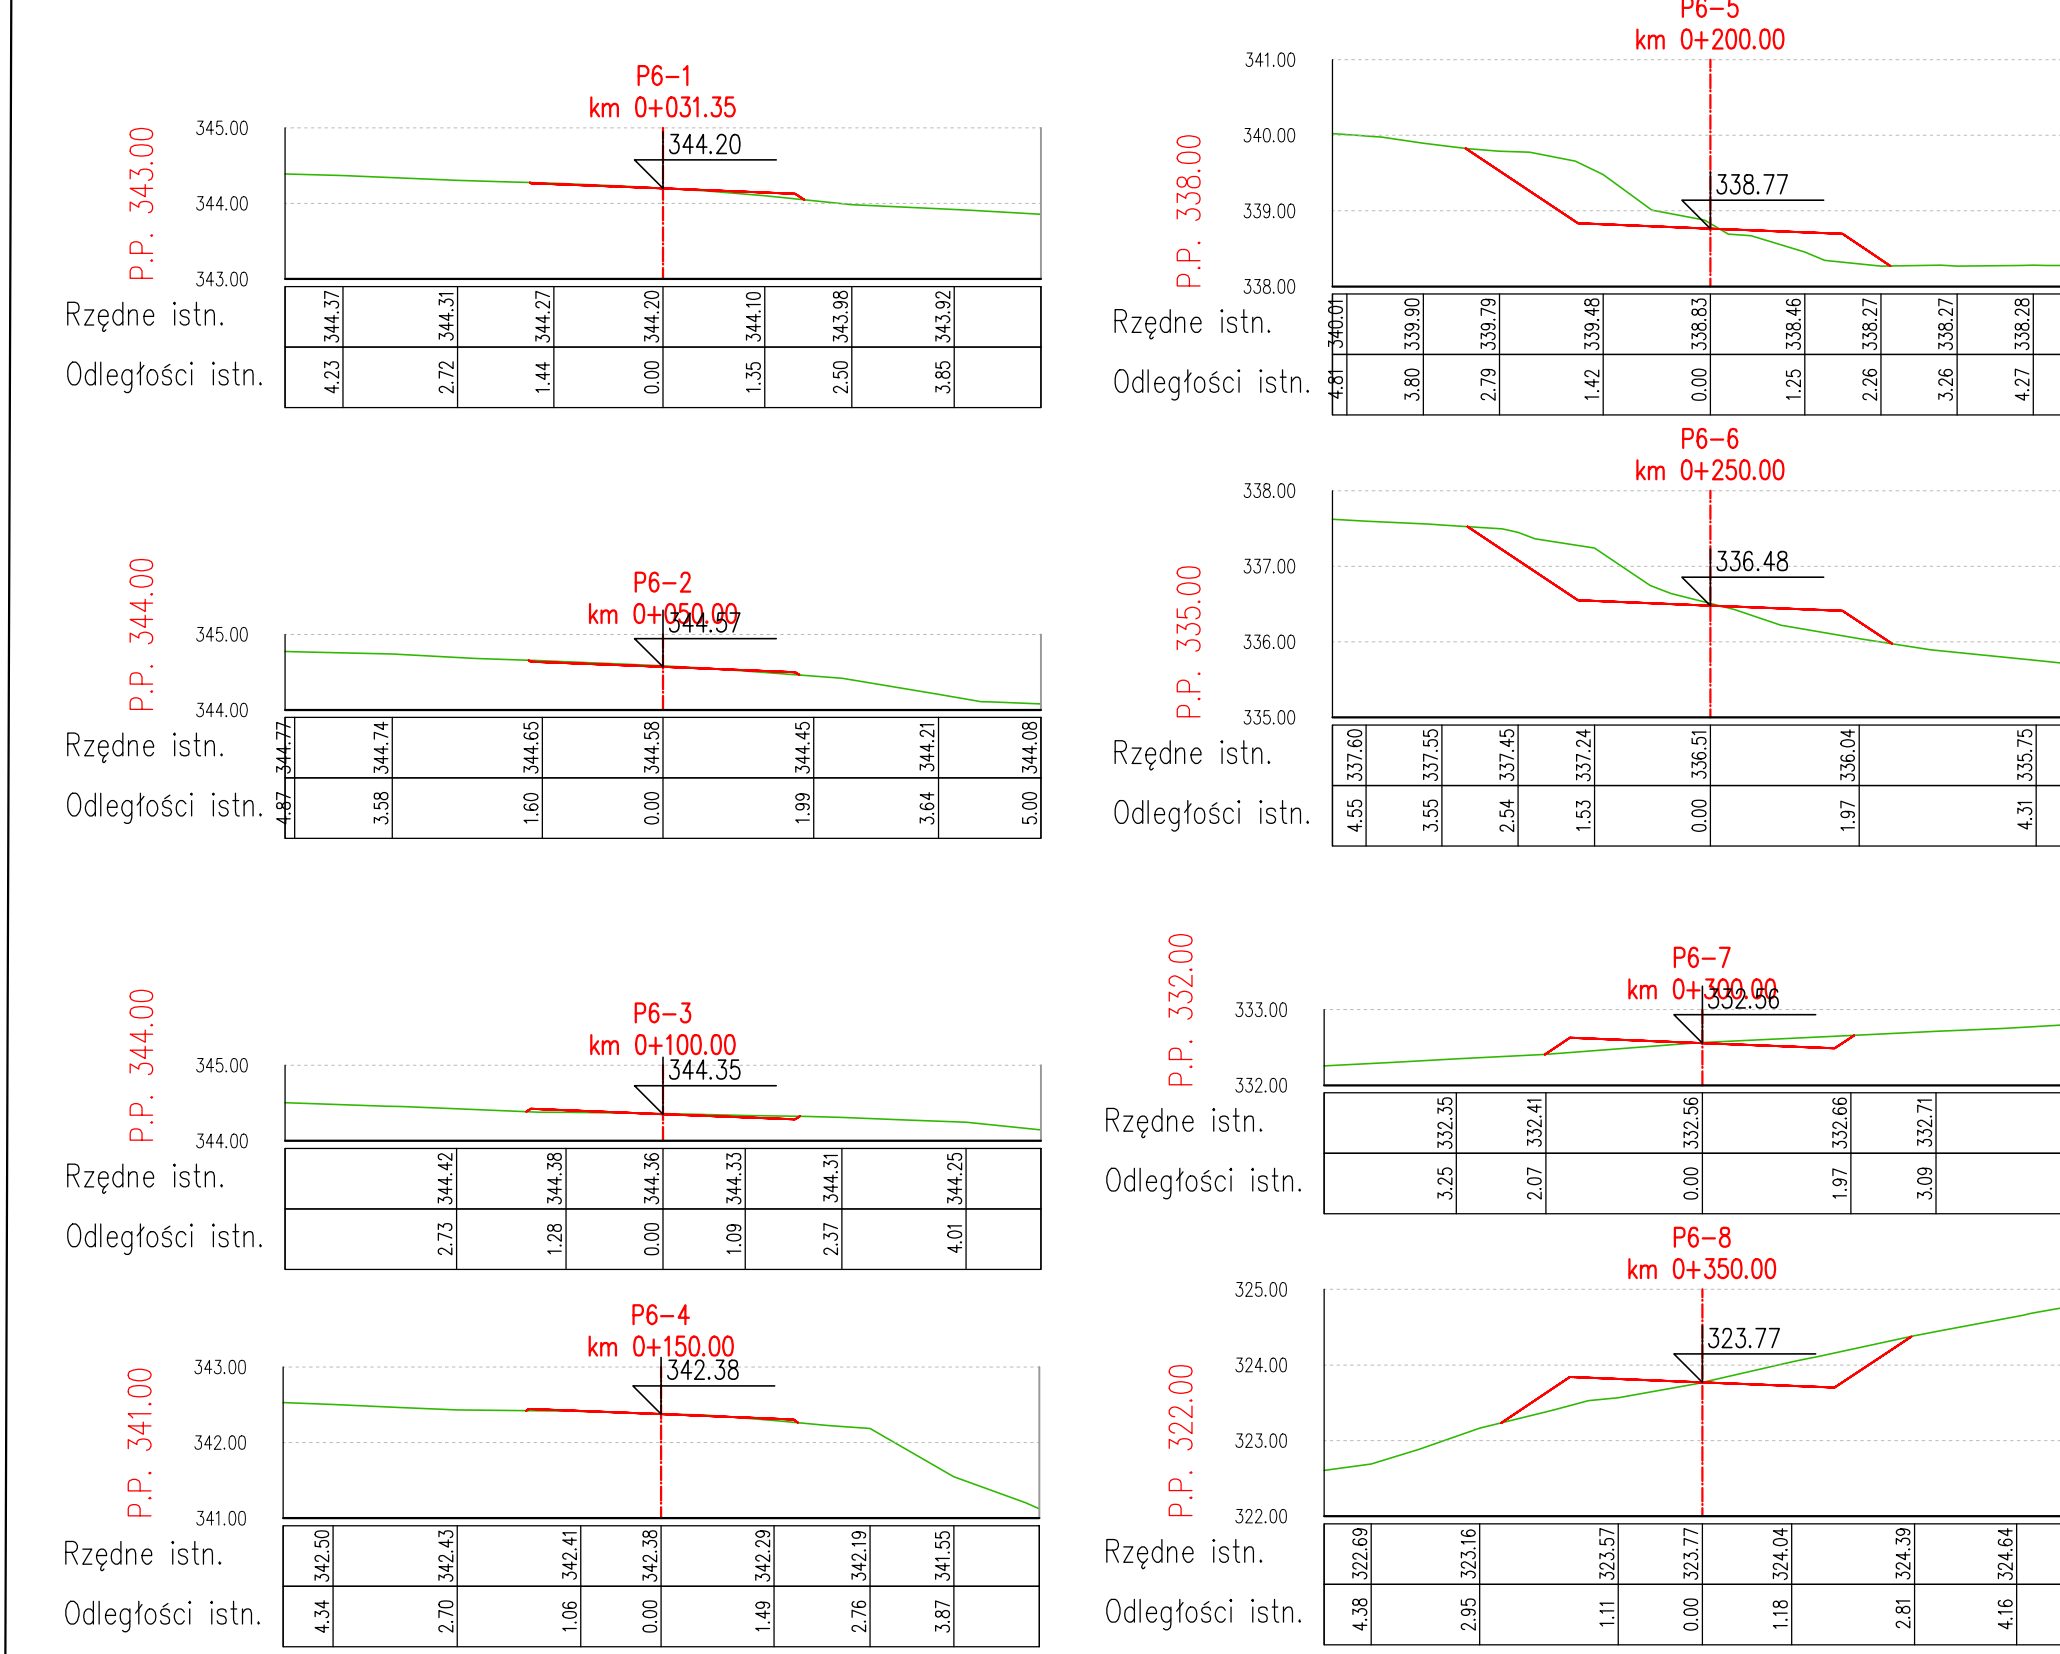 P6-1
km 0+031.35
P.P. 343.00
345.00
344.20
344.00
343.00
Rzędne istn. 344.37 344.31 344.27 344.20 344.10 343.98 343.92
Odległości istn. 4.23 2.72 1.44 0.00 1.35 2.50 3.85
P6-2
km 0+050.00
P.P. 344.00
344.57
345.00
344.00
Rzędne istn. 344.77 344.74 344.65 344.58 344.45 344.21 344.08
Odległości istn. 4.87 3.58 1.60 0.00 1.99 3.64 5.00
P6-3
km 0+100.00
P.P. 344.00
345.00
344.35
344.00
Rzędne istn. 344.42 344.38 344.36 344.33 344.31 344.25
Odległości istn. 2.73 1.28 0.00 1.09 2.37 4.01
P6-4
km 0+150.00
P.P. 341.00
343.00
342.38
342.00
341.00
Rzędne istn. 342.50 342.43 342.41 342.38 342.29 342.19 341.55
Odległości istn. 4.34 2.70 1.06 0.00 1.49 2.76 3.87
P6-5
km 0+200.00
P.P. 338.00
341.00
340.00
338.77
339.00
338.00
Rzędne istn. 340.01 339.90 339.79 339.48 338.83 338.46 338.27 338.27 338.28
Odległości istn. 4.81 3.80 2.79 1.42 0.00 1.25 2.26 3.26 4.27
P6-6
km 0+250.00
P.P. 335.00
338.00
336.48
337.00
336.00
335.00
Rzędne istn. 337.60 337.55 337.45 337.24 336.51 336.04 335.75
Odległości istn. 4.55 3.55 2.54 1.53 0.00 1.97 4.31
P6-7
km 0+300.00
P.P. 332.00
332.56
333.00
332.00
Rzędne istn. 332.35 332.41 332.56 332.66 332.71
Odległości istn. 3.25 2.07 0.00 1.97 3.09
P6-8
km 0+350.00
P.P. 322.00
325.00
323.77
324.00
323.00
322.00
Rzędne istn. 322.69 323.16 323.57 323.77 324.04 324.39 324.64
Odległości istn. 4.38 2.95 1.11 0.00 1.18 2.81 4.16